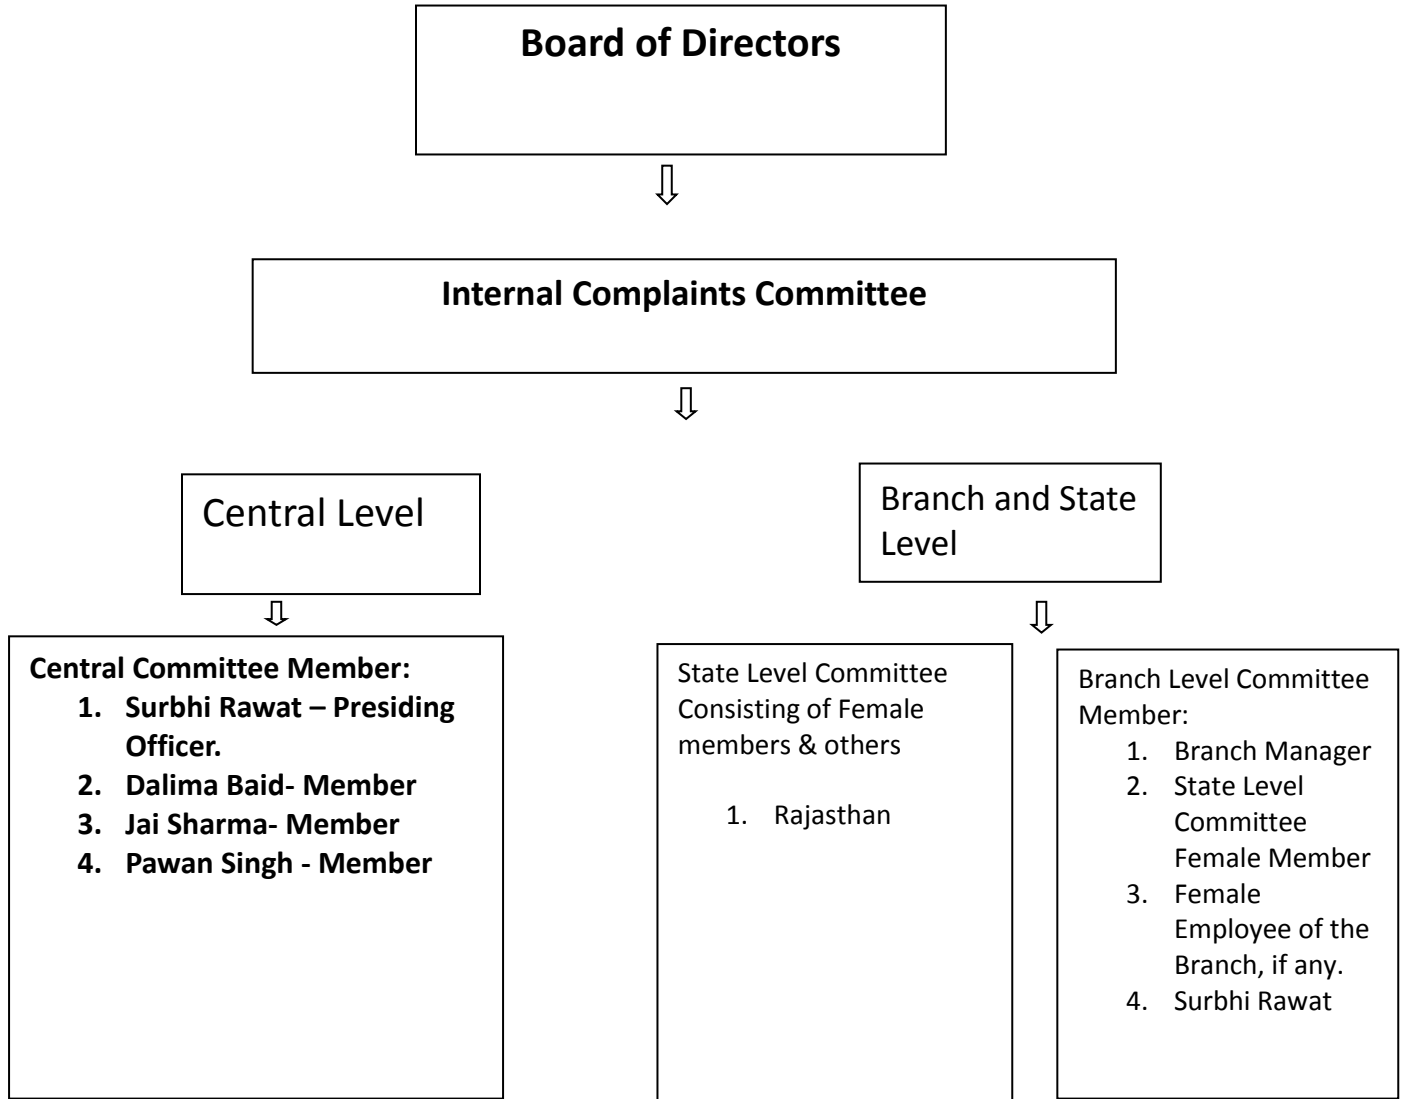 Board of Directors
Internal Complaints Committee
Central Level
Branch and State
Level
Central Committee Member:
1. Surbhi Rawat – Presiding
Officer.
2. Dalima Baid- Member
3. Jai Sharma- Member
4. Pawan Singh - Member
State Level Committee
Consisting of Female
members & others
1. Rajasthan
Branch Level Committee
Member:
1. Branch Manager
2. State Level
Committee
Female Member
3. Female
Employee of the
Branch, if any.
4. Surbhi Rawat